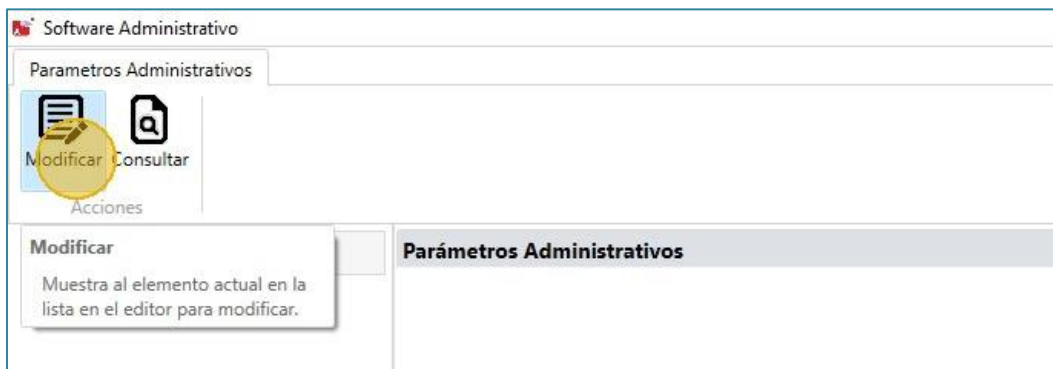 Software Administrativo
Parametros Administrativos
Modificar Consultar
Acciones
Modificar
Muestra al elemento actual en la
lista en el editor para modificar.
Parámetros Administrativos